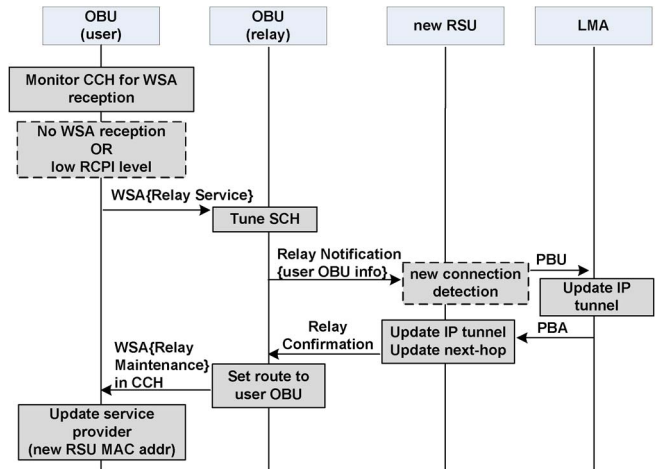 OBU
(user)
OBU
(relay)
new RSU
LMA
Monitor CCH for WSA
reception
No WSA reception
OR
low RCPI level
WSA{Relay Service}
Tune SCH
Relay Notification
{user OBU info}
new connection
detection
PBU
Update IP
tunnel
PBA
Update IP tunnel
Update next-hop
Relay
Confirmation
WSA{Relay
Maintenance}
in CCH
Set route to
user OBU
Update service
provider
(new RSU MAC addr)